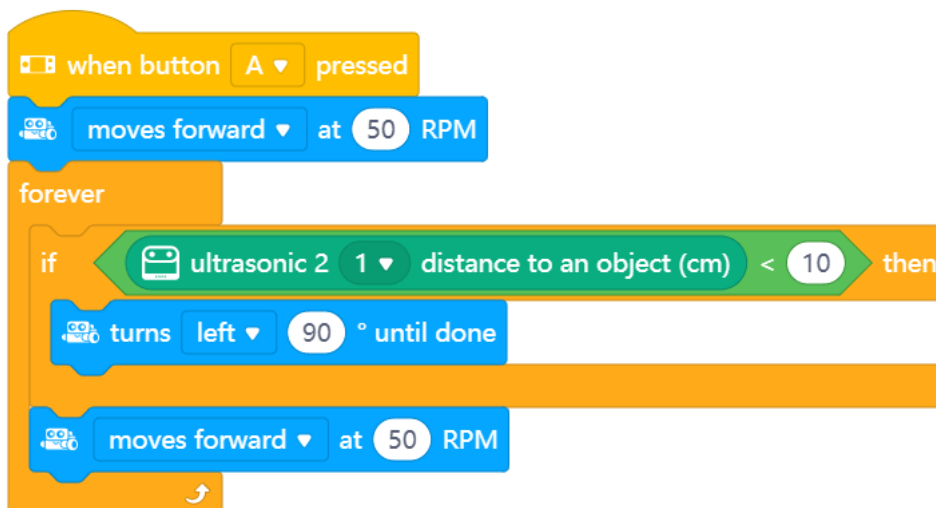 when button A pressed
moves forward at 50 RPM
forever
if ultrasonic 2 1 distance to an object (cm) < 10 then
turns left 90 ° until done
moves forward at 50 RPM